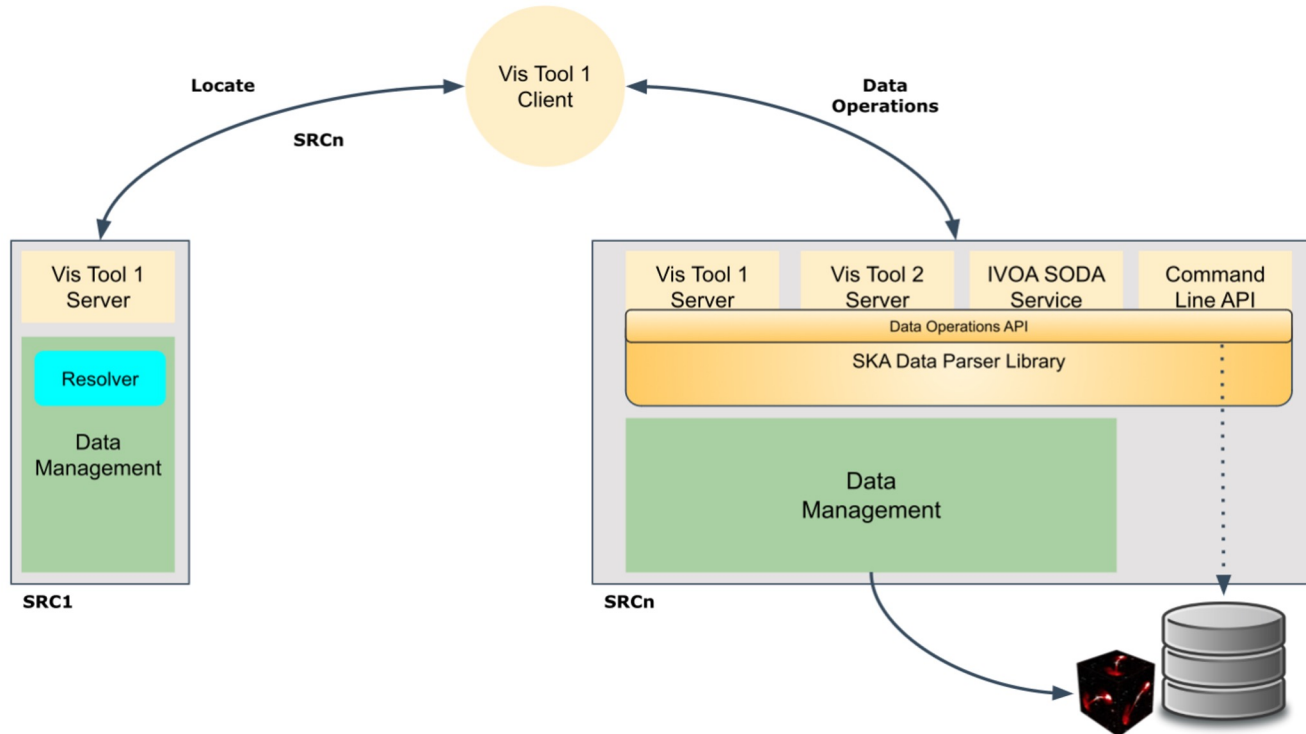 Vis Tool 1
Client
Locate
SRCn
Data
Operations
Vis Tool 1
Server
Resolver
Data
Management
SRC1
Vis Tool 1
Server
Vis Tool 2
Server
IVOA SODA
Service
Command
Line API
Data Operations API
SKA Data Parser Library
Data
Management
SRCn